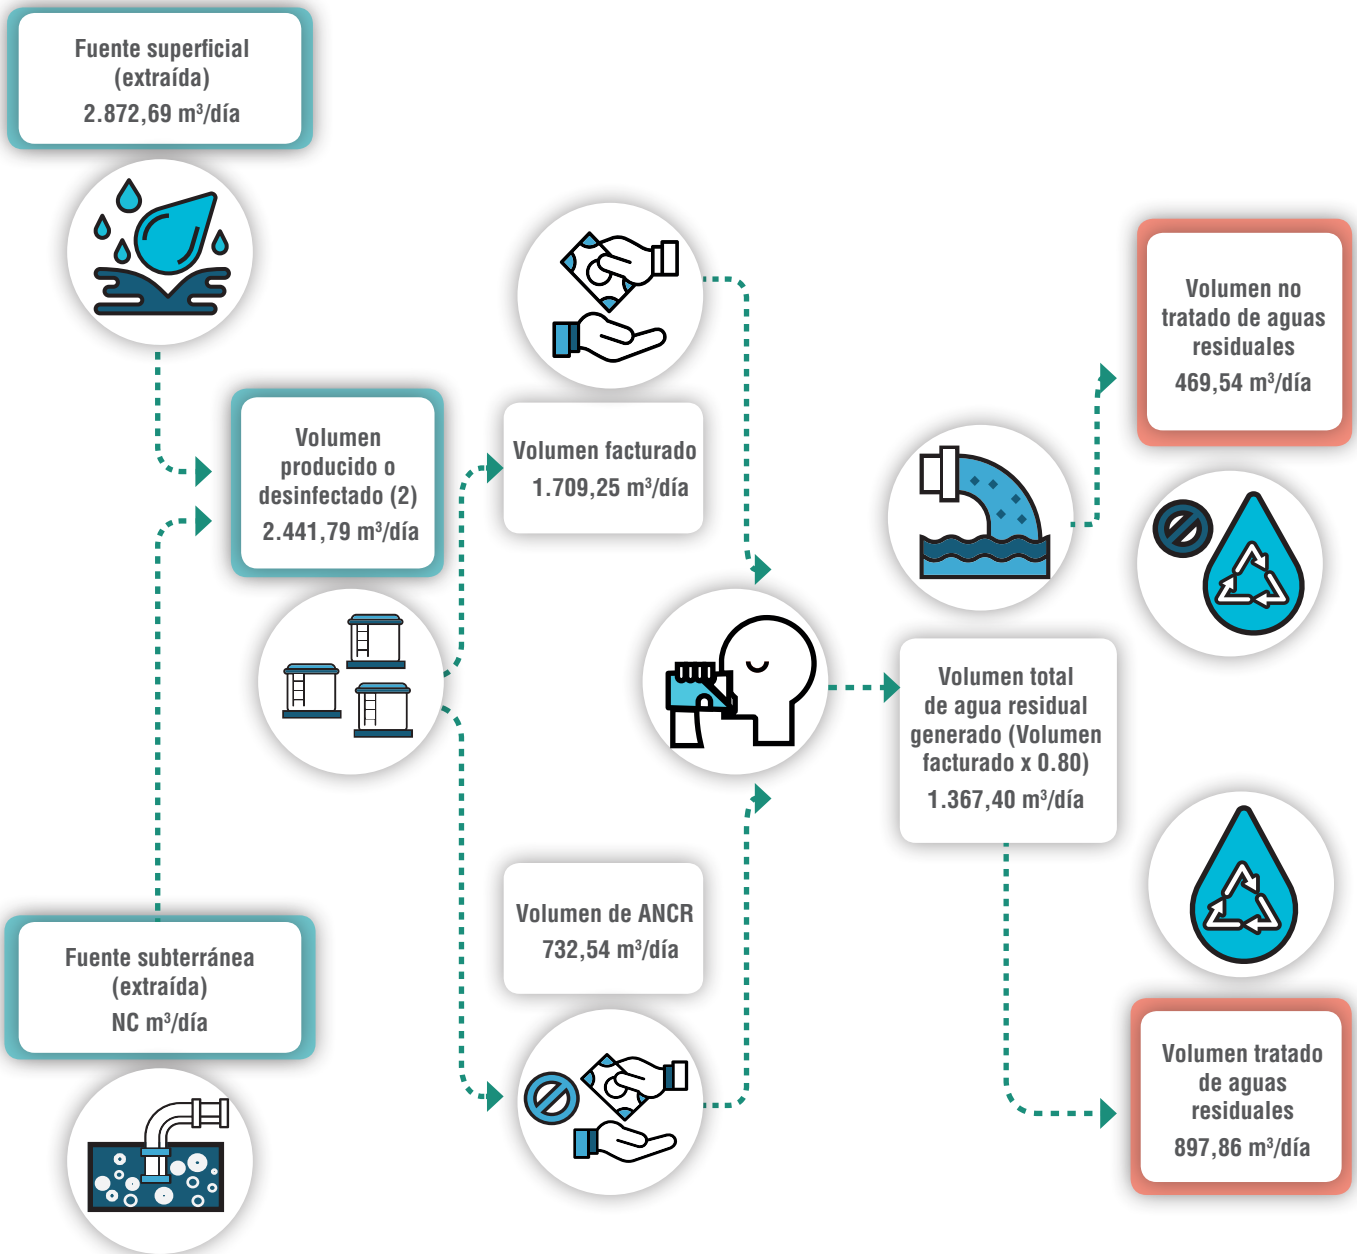 Fuente superficial
(extraída)
2.872,69 m³/día
Volumen
producido o
desinfectado (2)
2.441,79 m³/día
Fuente subterránea
(extraída)
NC m³/día
Volumen facturado
1.709,25 m³/día
Volumen de ANCR
732,54 m³/día
Volumen total
de agua residual
generado (Volumen
facturado x 0.80)
1.367,40 m³/día
Volumen no
tratado de aguas
residuales
469,54 m³/día
Volumen tratado
de aguas
residuales
897,86 m³/día